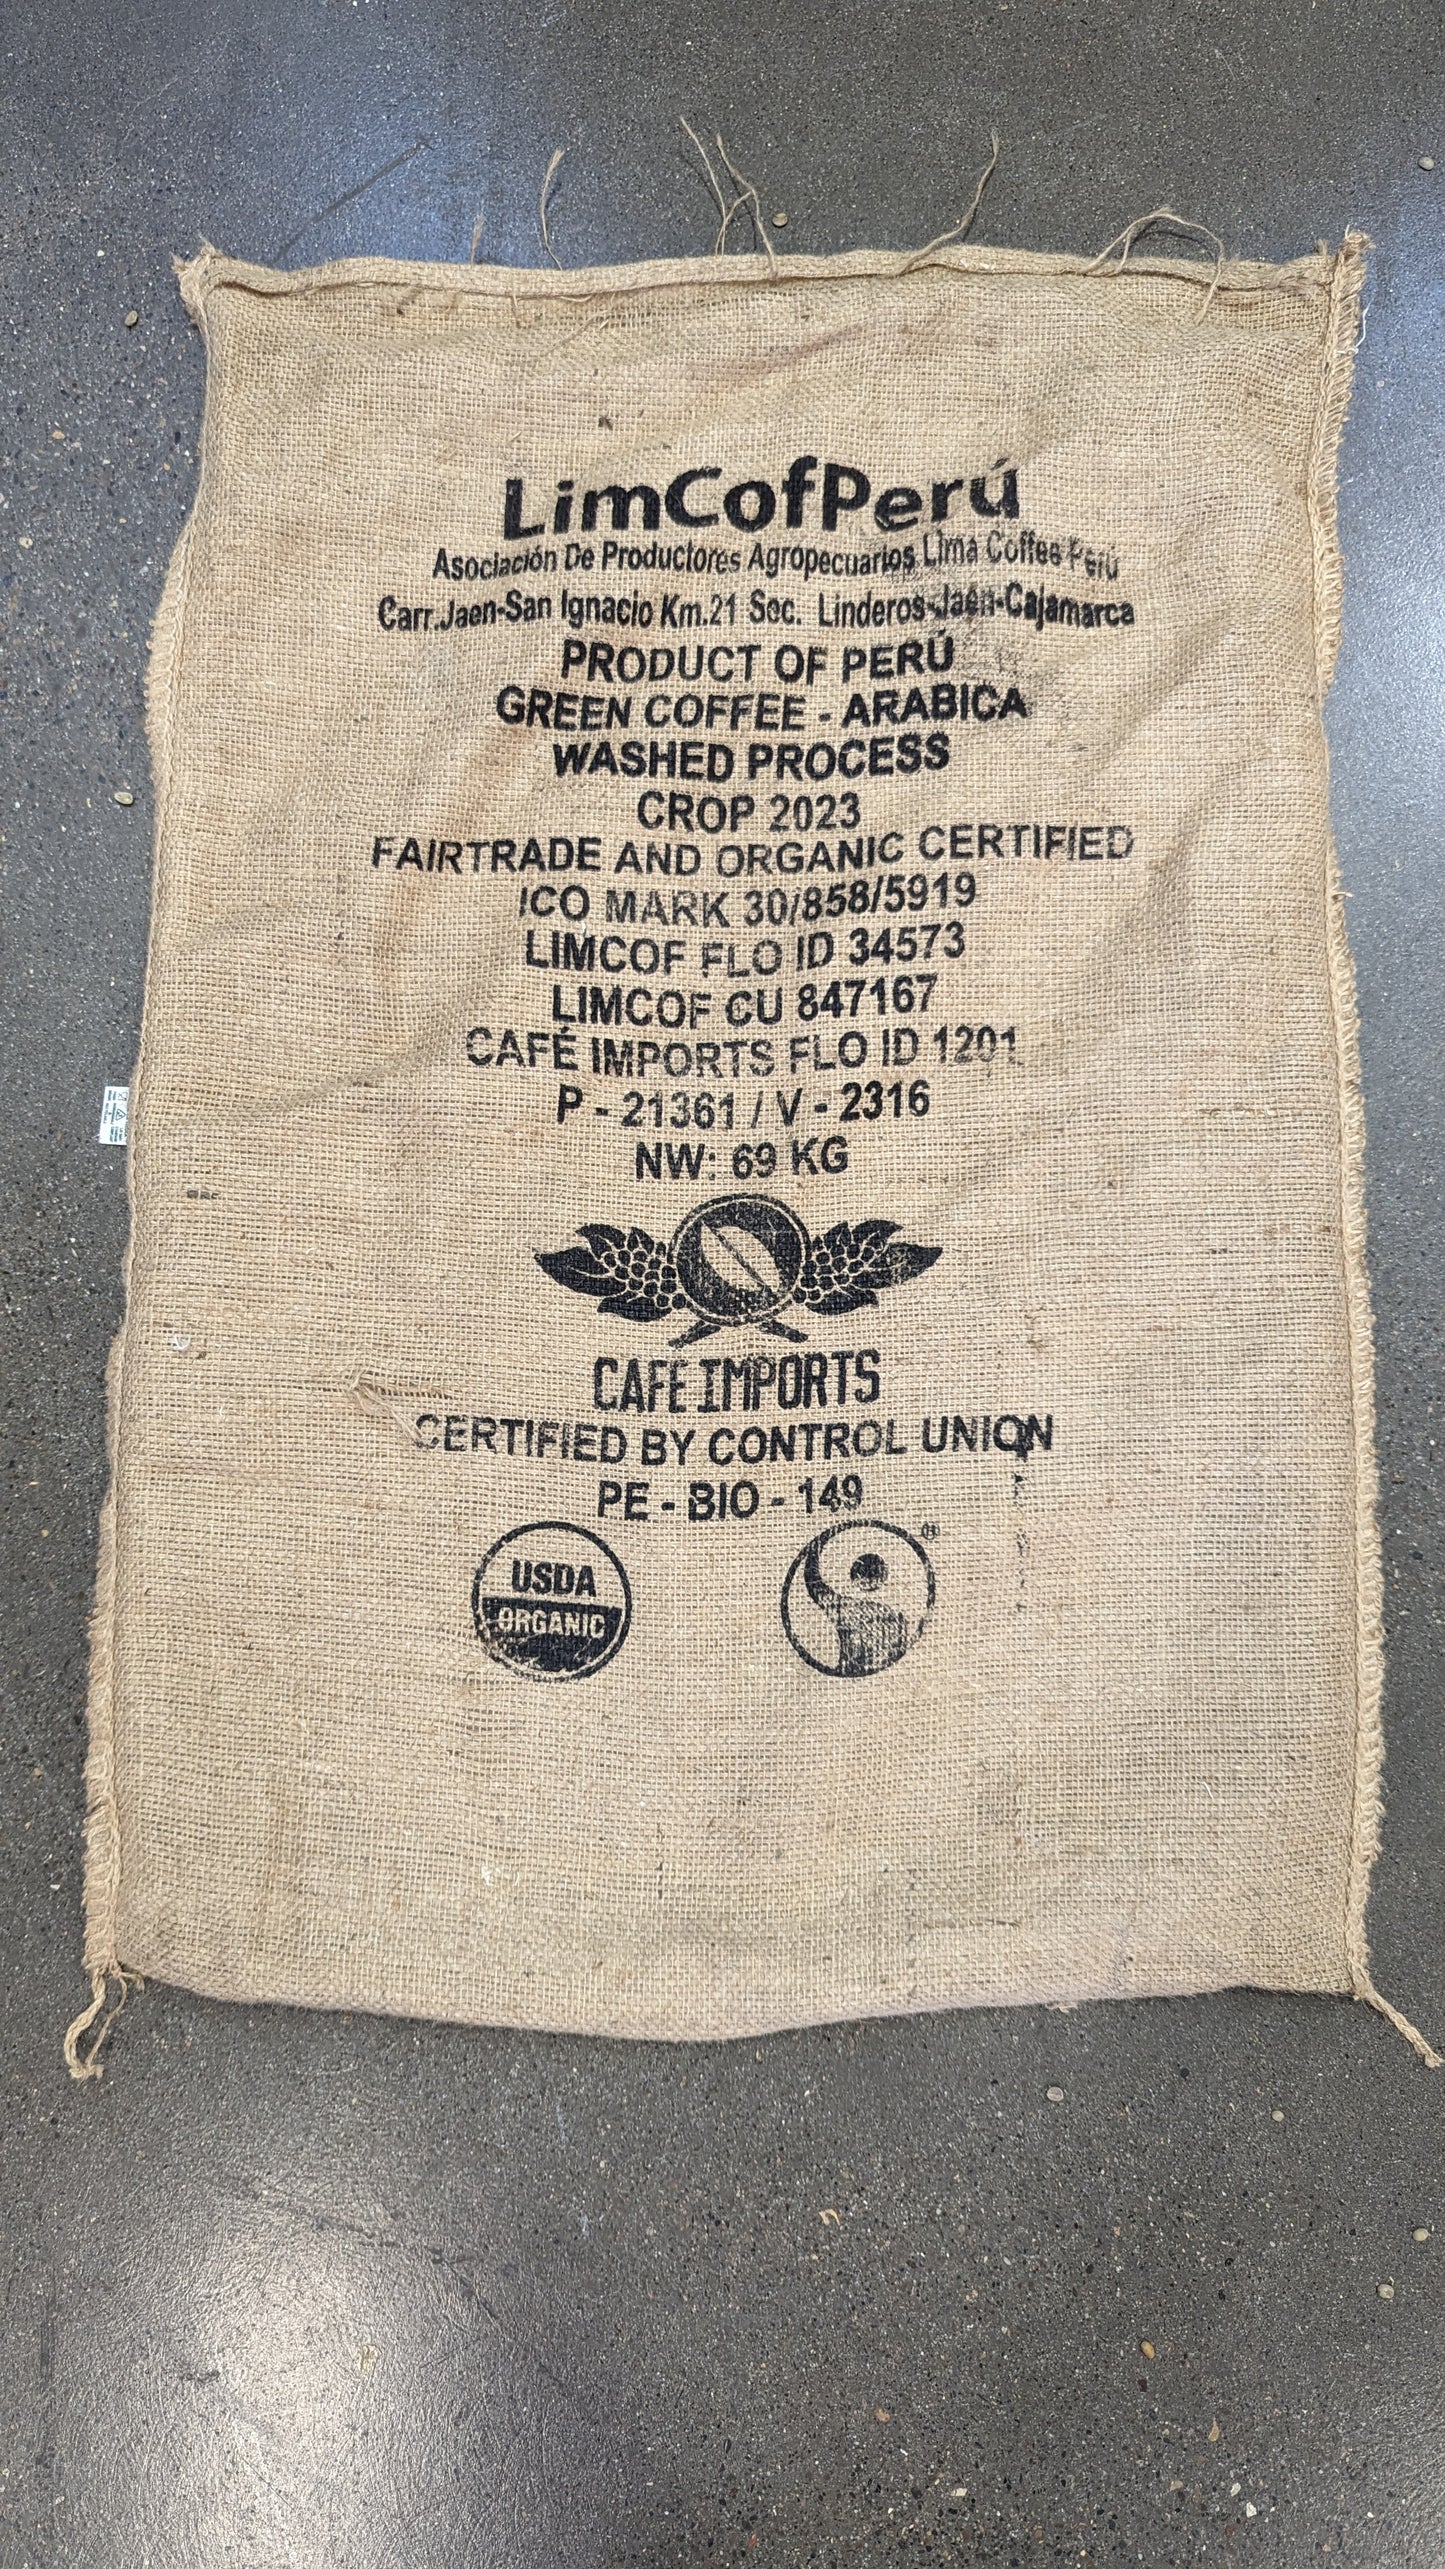 LimCofPerú
Asociación De Productores Agropecuarios Lima Coffee Perú
Carr.Jaen-San Ignacio Km.21 Sec. Linderos-Jaén-Cajamarca
PRODUCT OF PERÚ
GREEN COFFEE - ARABICA
WASHED PROCESS
CROP 2023
FAIRTRADE AND ORGANIC CERTIFIED
ICO MARK 30/858/5919
LIMCOF FLO ID 34573
LIMCOF CU 847167
CAFÉ IMPORTS FLO ID 1201
P - 21361 / V - 2316
NW: 69 KG
CAFE IMPORTS
CERTIFIED BY CONTROL UNION
PE - BIO - 149
USDA
ORGANIC
®